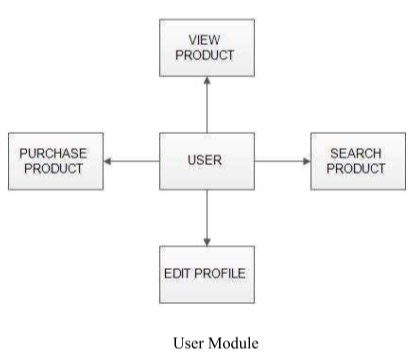 VIEW
PRODUCT
PURCHASE
PRODUCT
USER
SEARCH
PRODUCT
EDIT PROFILE
User Module